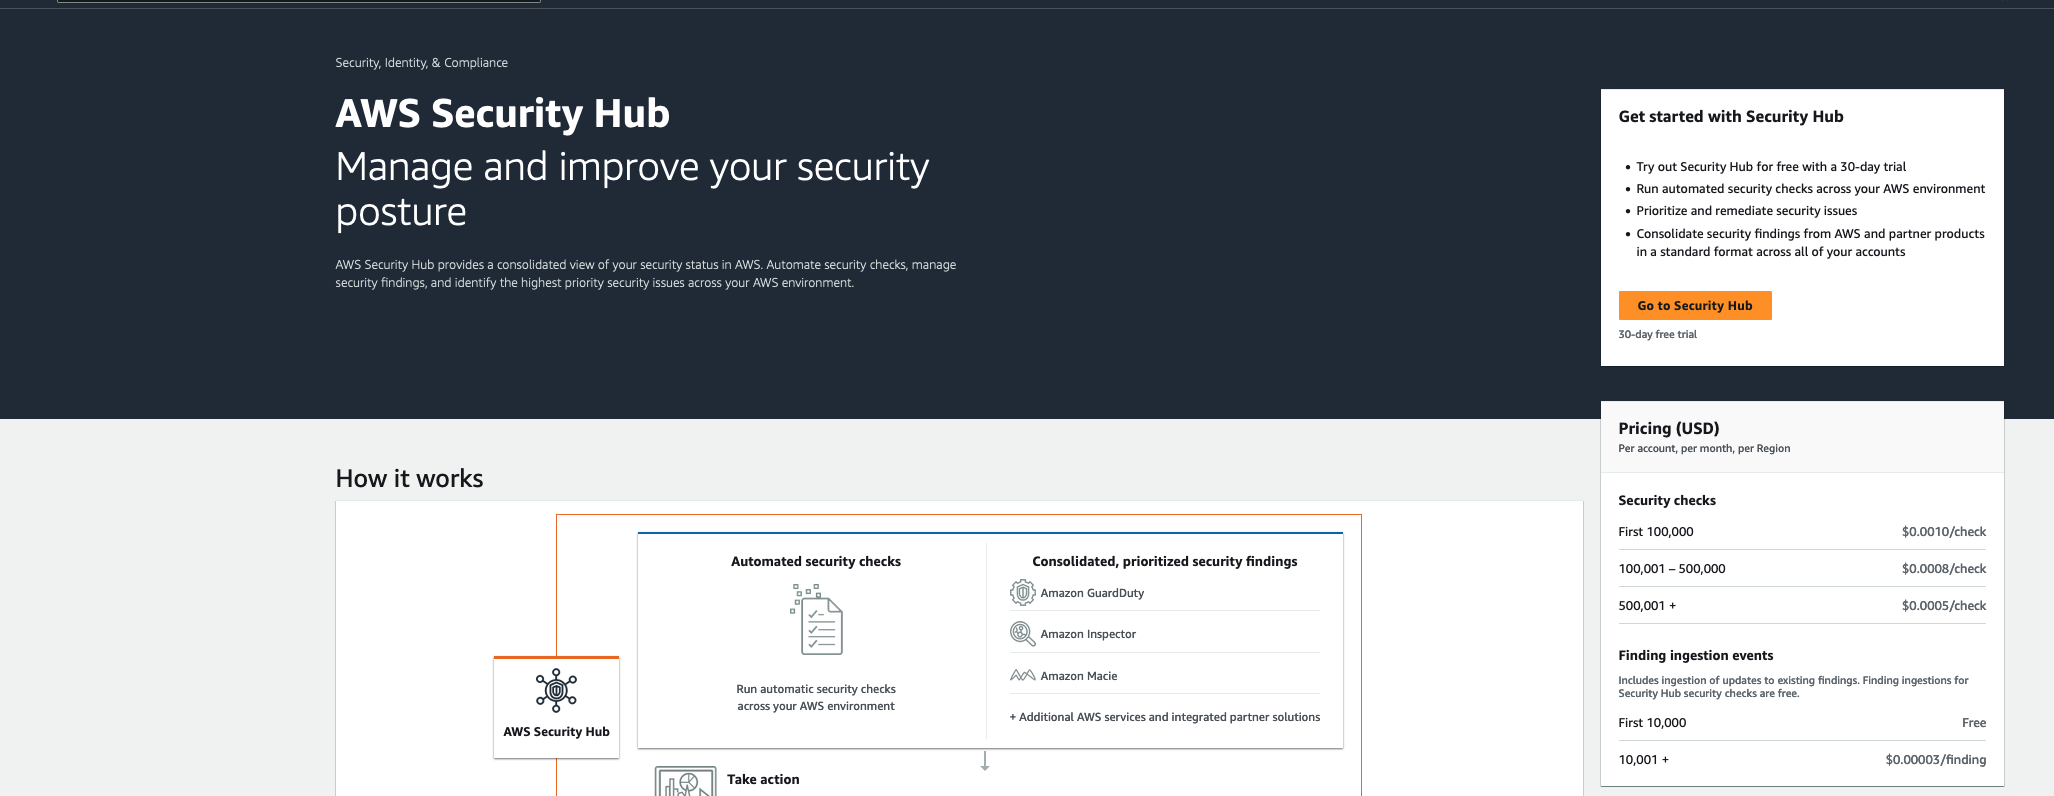 Security, Identity, & Compliance
AWS Security Hub
Manage and improve your security
posture
AWS Security Hub provides a consolidated view of your security status in AWS. Automate security checks, manage
security findings, and identify the highest priority security issues across your AWS environment.
Get started with Security Hub
• Try out Security Hub for free with a 30-day trial
• Run automated security checks across your AWS environment
• Prioritize and remediate security issues
• Consolidate security findings from AWS and partner products
in a standard format across all of your accounts
Go to Security Hub
30-day free trial
How it works
Automated security checks
Run automatic security checks
across your AWS environment
Consolidated, prioritized security findings
Amazon GuardDuty
Amazon Inspector
Amazon Macie
+ Additional AWS services and integrated partner solutions
AWS Security Hub
Take action
Pricing (USD)
Per account, per month, per Region
Security checks
First 100,000 $0.0010/check
100,001 – 500,000 $0.0008/check
500,001 + $0.0005/check
Finding ingestion events
Includes ingestion of updates to existing findings. Finding ingestions for
Security Hub security checks are free.
First 10,000 Free
10,001 + $0.00003/finding